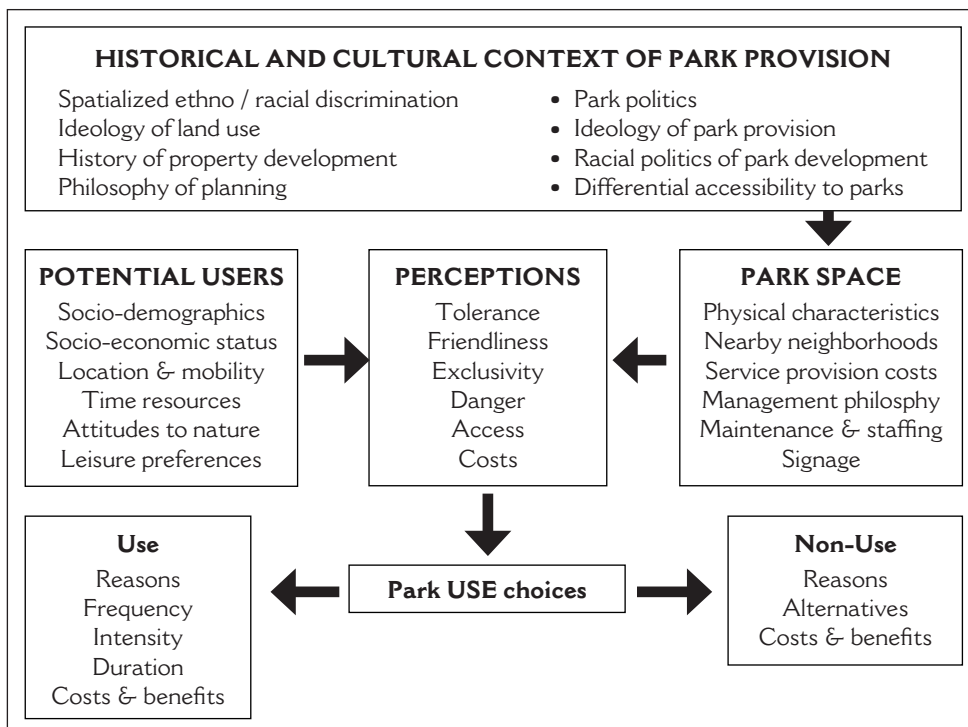 HISTORICAL AND CULTURAL CONTEXT OF PARK PROVISION
Spatialized ethno / racial discrimination
Ideology of land use
History of property development
Philosophy of planning
• Park politics
• Ideology of park provision
• Racial politics of park development
• Differential accessibility to parks
POTENTIAL USERS
Socio-demographics
Socio-economic status
Location & mobility
Time resources
Attitudes to nature
Leisure preferences
PERCEPTIONS
Tolerance
Friendliness
Exclusivity
Danger
Access
Costs
PARK SPACE
Physical characteristics
Nearby neighborhoods
Service provision costs
Management philosphy
Maintenance & staffing
Signage
Use
Reasons
Frequency
Intensity
Duration
Costs & benefits
Park USE choices
Non-Use
Reasons
Alternatives
Costs & benefits